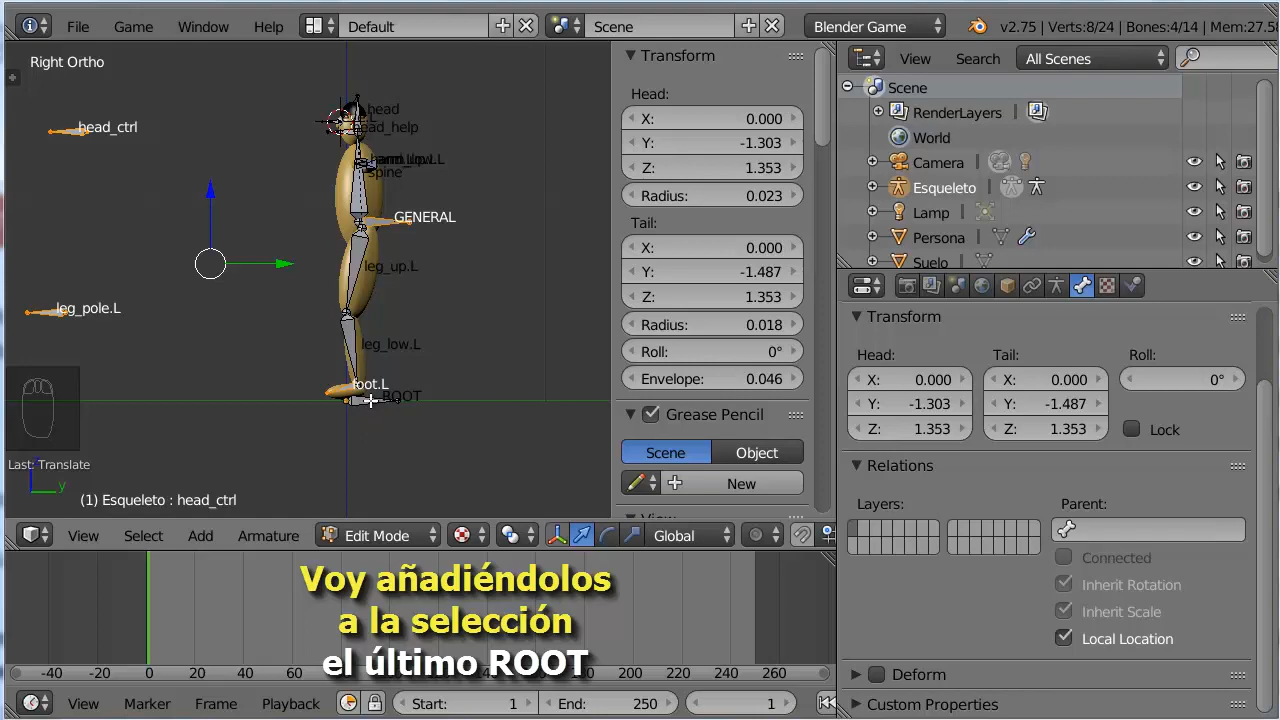 File Game Window Help Default Scene Blender Game v2.75 | Verts:8/24 | Bones:4/14 | Mem:27.5
Right Ortho
head_ctrl
head
head_help
spine
GENERAL
leg_up.L
leg_pole.L
leg_low.L
foot.L
ROOT
Last: Translate
y
(1) Esqueleto : head_ctrl
View Select Add Armature Edit Mode Global
Transform
Head:
X: 0.000
Y: -1.303
Z: 1.353
Radius: 0.023
Tail:
X: 0.000
Y: -1.487
Z: 1.353
Radius: 0.018
Roll: 0°
Envelope: 0.046
Grease Pencil
Scene Object
New
View Search All Scenes
Scene
RenderLayers
World
Camera
Esqueleto
Lamp
Persona
Suelo
Transform
Head: Tail: Roll:
X: 0.000 X: 0.000 0°
Y: -1.303 Y: -1.487
Z: 1.353 Z: 1.353 Lock
Relations
Layers: Parent:
Connected
Inherit Rotation
Inherit Scale
Local Location
Deform
Custom Properties
Voy añadiéndolos
a la selección
el último ROOT
-40 -20 0 20 40 60 80 100 120 140 160 180 200 220 240 260
View Marker Frame Playback Start: 1 End: 250 1